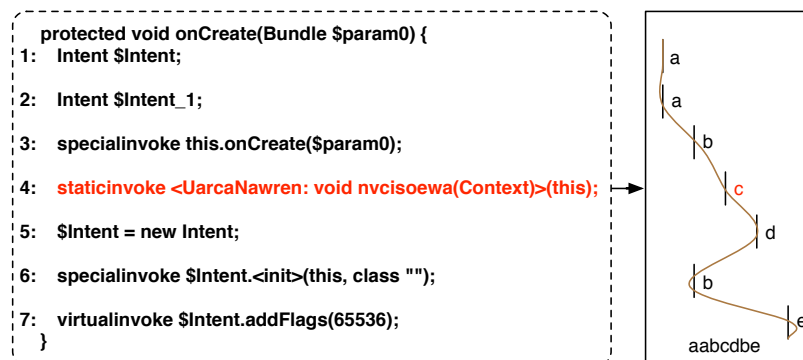 protected void onCreate(Bundle $param0) {
1: Intent $Intent;
2: Intent $Intent_1;
3: specialinvoke this.onCreate($param0);
4: staticinvoke <UarcaNawren: void nvcisoewa(Context)>(this);
5: $Intent = new Intent;
6: specialinvoke $Intent.<init>(this, class "");
7: virtualinvoke $Intent.addFlags(65536);
}
a
a
b
c
d
b
e
aabcdbe